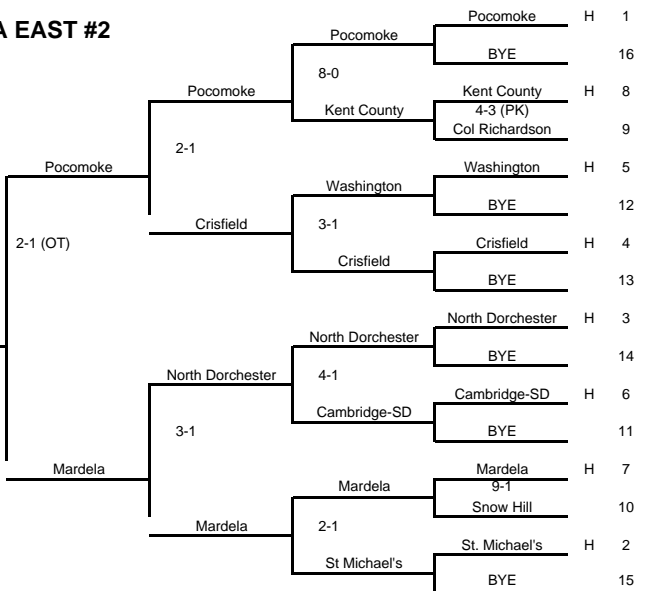 A EAST #2
Pocomoke H 1
Pocomoke
BYE 16
8-0
Pocomoke
Kent County H 8
Kent County
4-3 (PK)
Col Richardson 9
2-1
Pocomoke
Washington H 5
Washington
BYE 12
Crisfield
3-1
2-1 (OT)
Crisfield H 4
Crisfield
BYE 13
North Dorchester H 3
North Dorchester
BYE 14
North Dorchester
4-1
Cambridge-SD H 6
Cambridge-SD
3-1
BYE 11
Mardela
Mardela H 7
Mardela
9-1
Snow Hill 10
Mardela
2-1
St. Michael's H 2
St Michael's
BYE 15